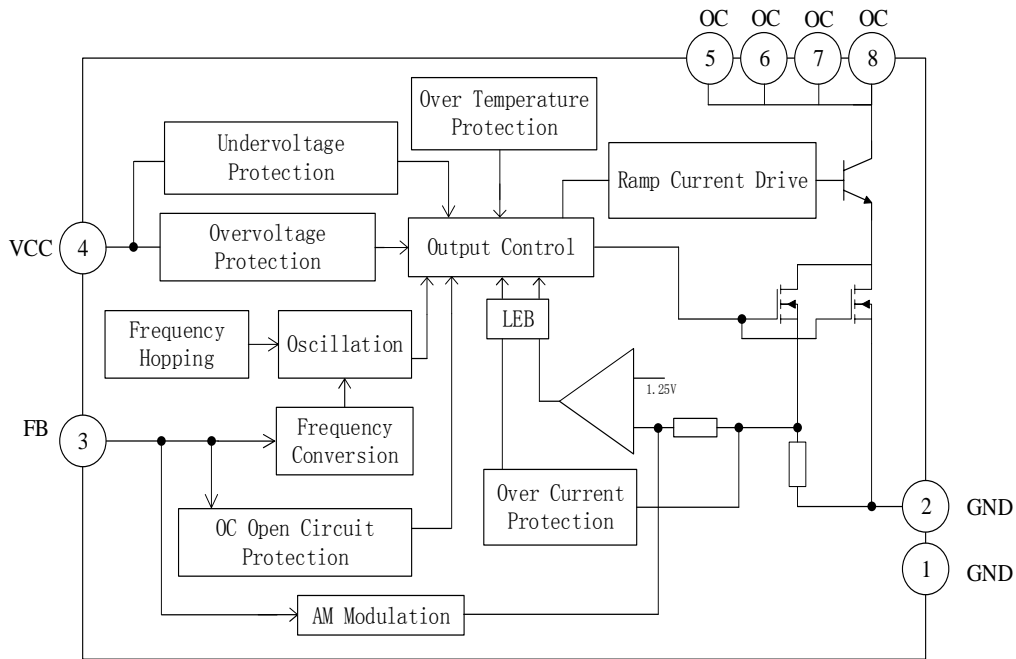 OC OC OC OC
5 6 7 8
Over Temperature
Protection
Undervoltage
Protection
Ramp Current Drive
VCC
4
Overvoltage
Protection
Output Control
LEB
Frequency
Hopping
Oscillation
1.25V
FB
3
Frequency
Conversion
Over Current
Protection
2
GND
OC Open Circuit
Protection
1
GND
AM Modulation